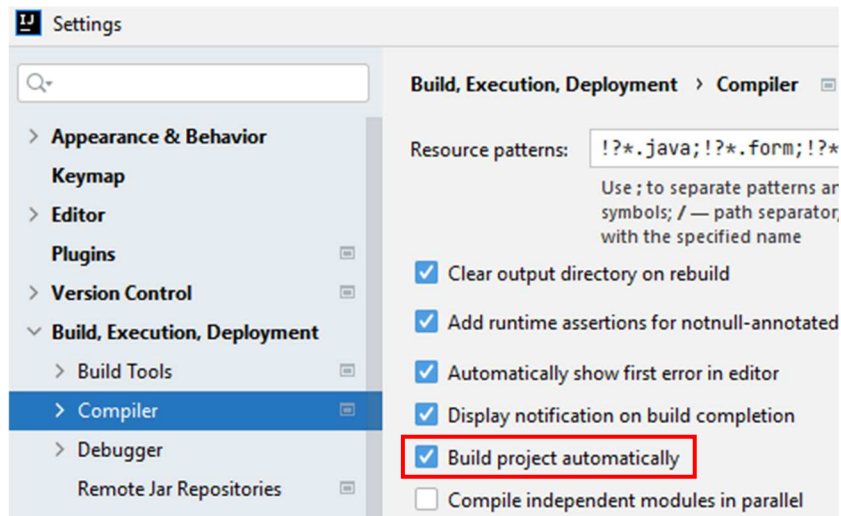 IJ
Settings
Appearance & Behavior
Keymap
Editor
Plugins
Version Control
Build, Execution, Deployment
Build Tools
Compiler
Debugger
Remote Jar Repositories
Build, Execution, Deployment › Compiler
Resource patterns: !?*.java;!?*.form;!?*
Use ; to separate patterns an
symbols; / — path separator,
with the specified name
Clear output directory on rebuild
Add runtime assertions for notnull-annotated
Automatically show first error in editor
Display notification on build completion
Build project automatically
Compile independent modules in parallel